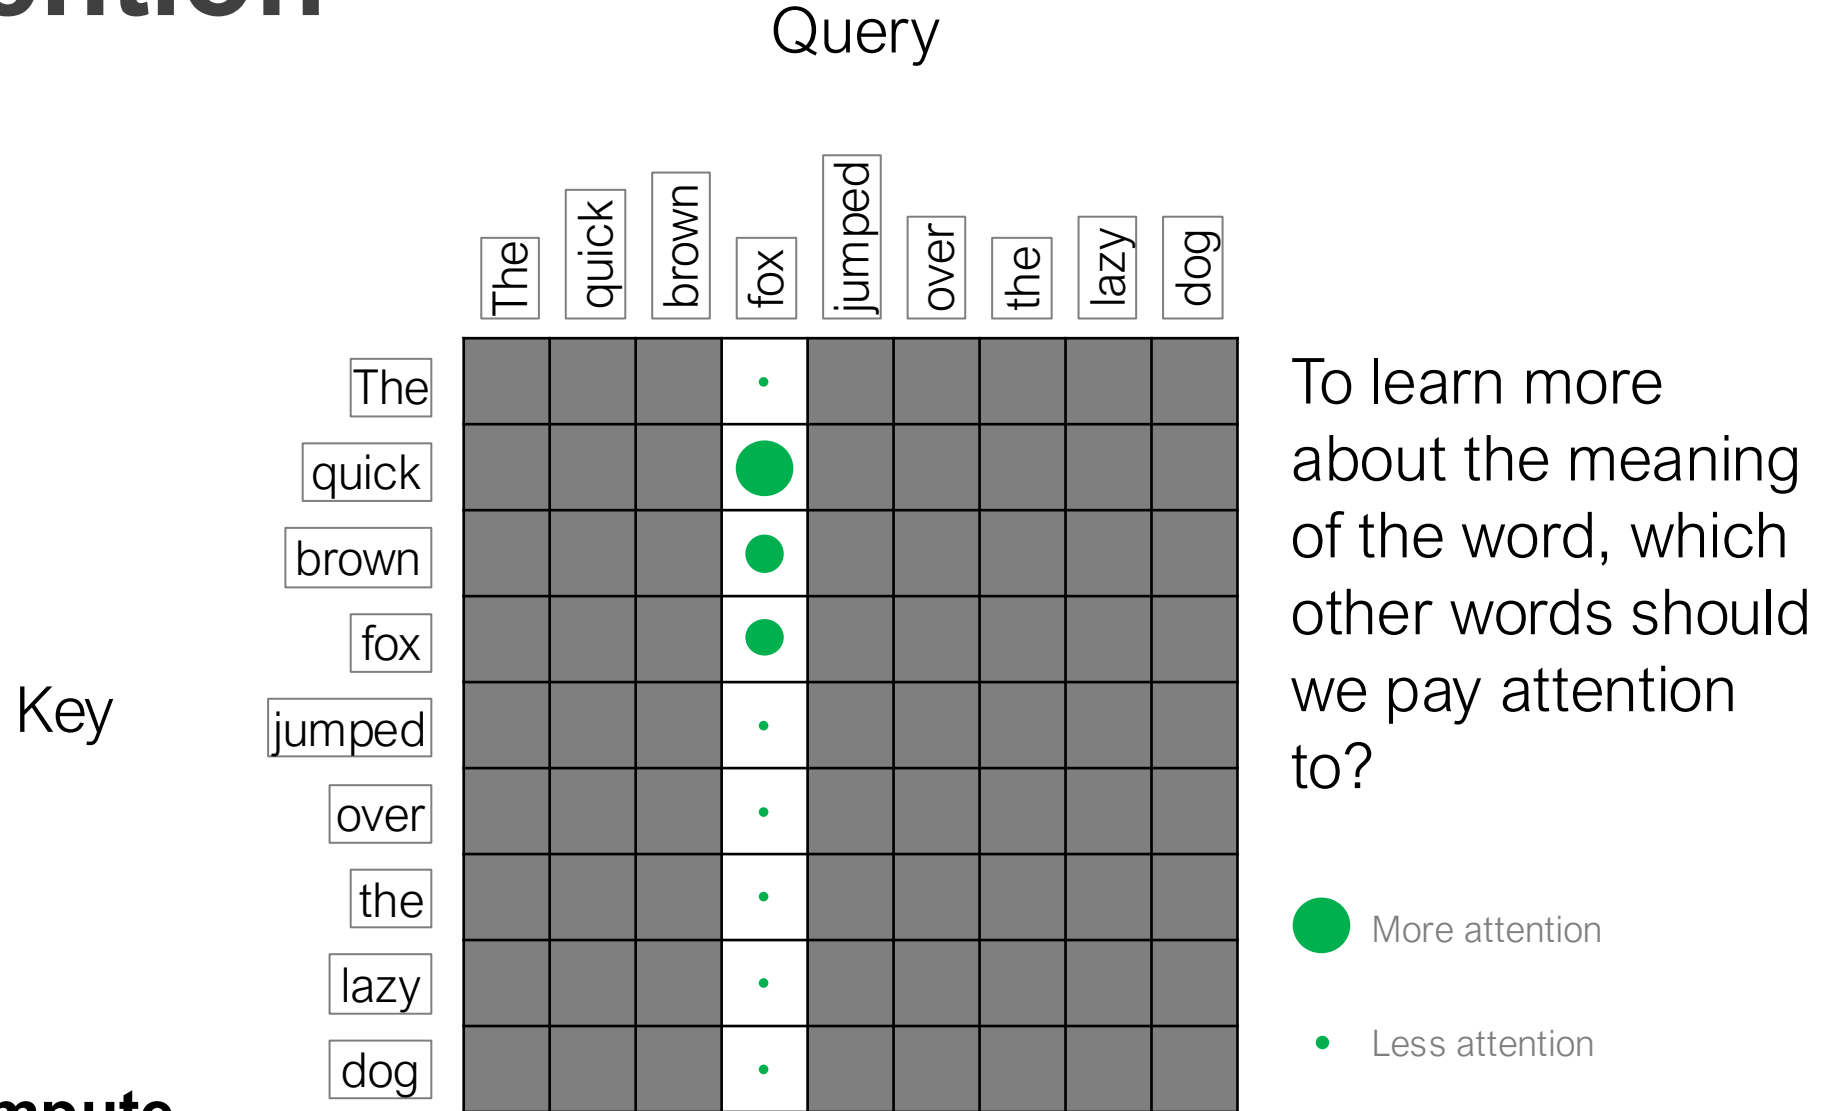 Query
The
quick
brown
fox
jumped
over
the
lazy
dog
The
quick
brown
fox
Key
jumped
over
the
lazy
dog
To learn more
about the meaning
of the word, which
other words should
we pay attention
to?
More attention
Less attention